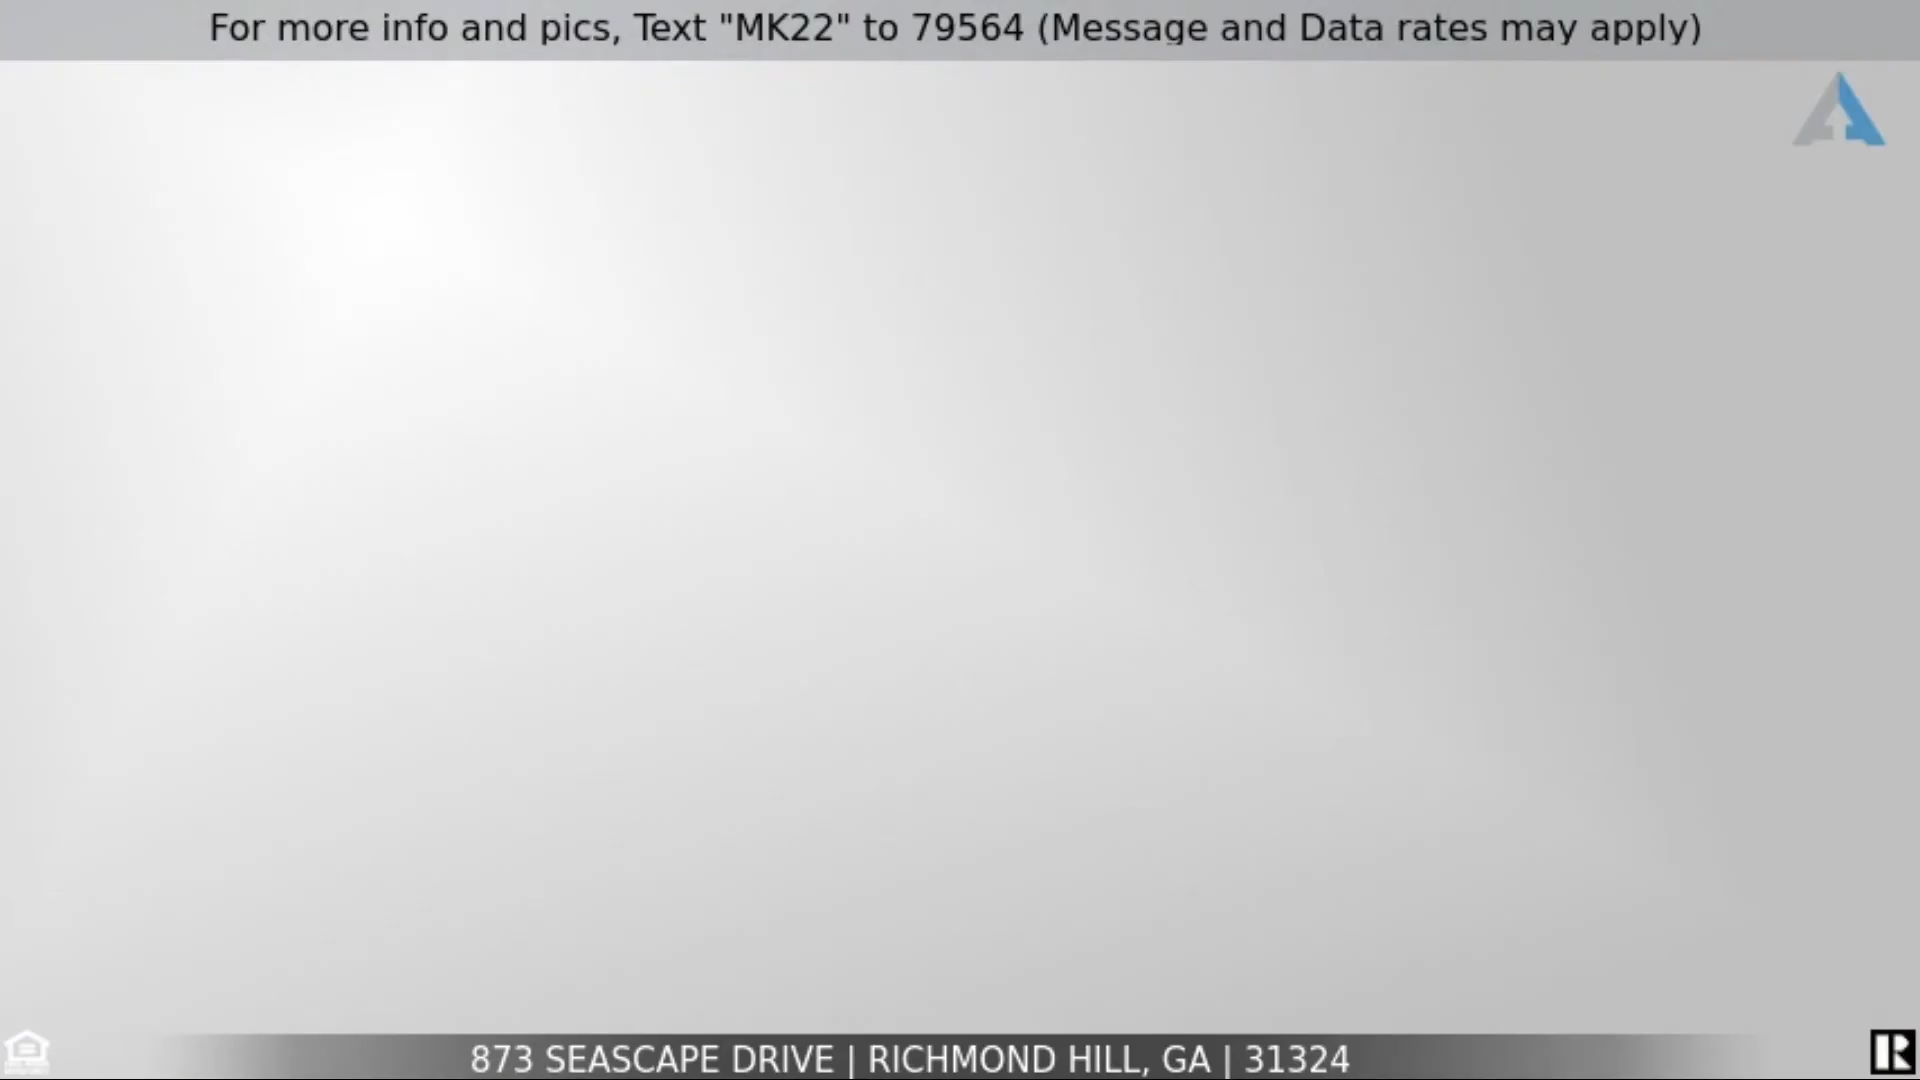 For more info and pics, Text "MK22" to 79564 (Message and Data rates may apply)
873 SEASCAPE DRIVE | RICHMOND HILL, GA | 31324